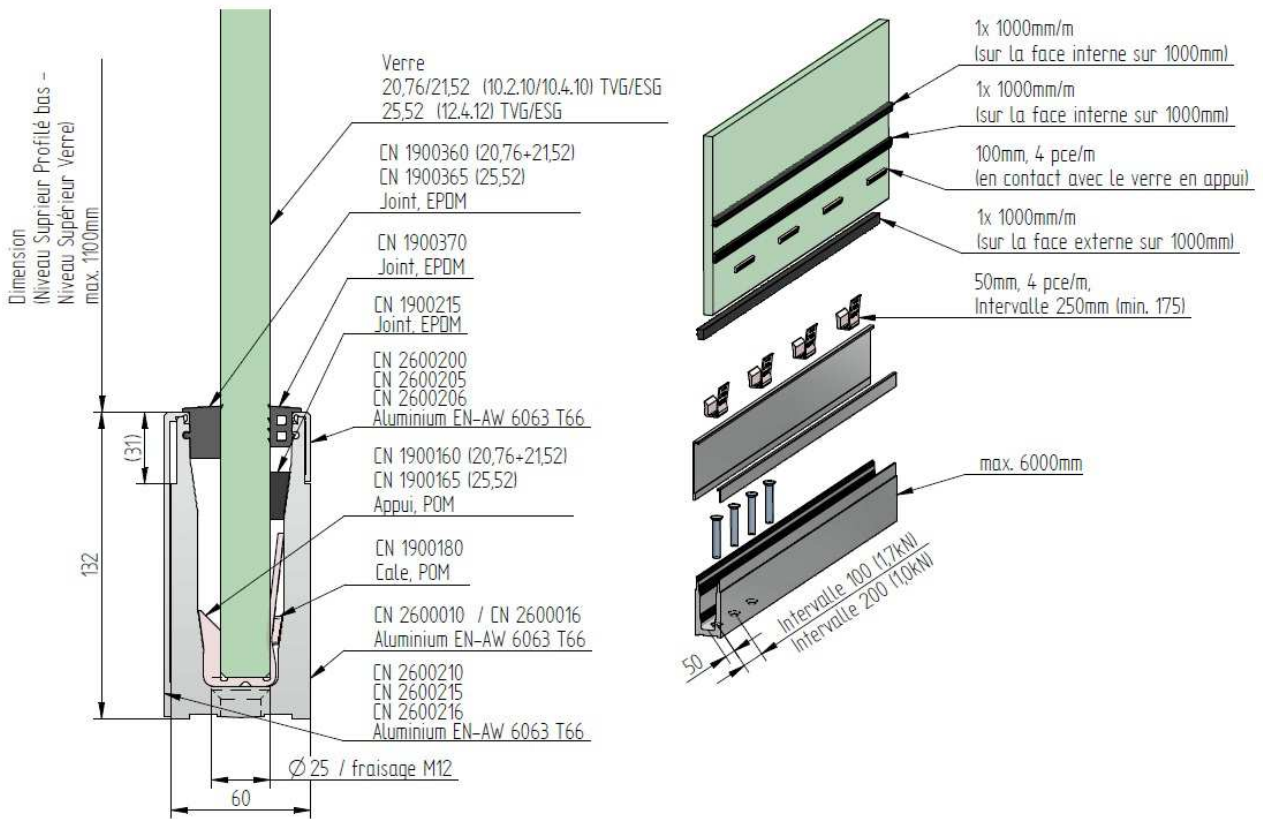 Dimension
(Niveau Suprieur Profilé bas -
Niveau Supérieur Verre)
max. 1100mm
Verre
20,76/21,52 (10.2.10/10.4.10) TVG/ESG
25,52 (12.4.12) TVG/ESG
CN 1900360 (20,76+21,52)
CN 1900365 (25,52)
Joint, EPDM
CN 1900370
Joint, EPDM
CN 1900215
Joint, EPDM
CN 2600200
CN 2600205
CN 2600206
Aluminium EN-AW 6063 T66
CN 1900160 (20,76+21,52)
CN 1900165 (25,52)
Appui, POM
CN 1900180
Cale, POM
CN 2600010 / CN 2600016
Aluminium EN-AW 6063 T66
CN 2600210
CN 2600215
CN 2600216
Aluminium EN-AW 6063 T66
(31)
132
Ø 25 / fraisage M12
60
1x 1000mm/m
(sur la face interne sur 1000mm)
1x 1000mm/m
(sur la face interne sur 1000mm)
100mm, 4 pce/m
(en contact avec le verre en appui)
1x 1000mm/m
(sur la face externe sur 1000mm)
50mm, 4 pce/m,
Intervalle 250mm (min. 175)
max. 6000mm
Intervalle 100 (1,7kN)
Intervalle 200 (1,0kN)
50